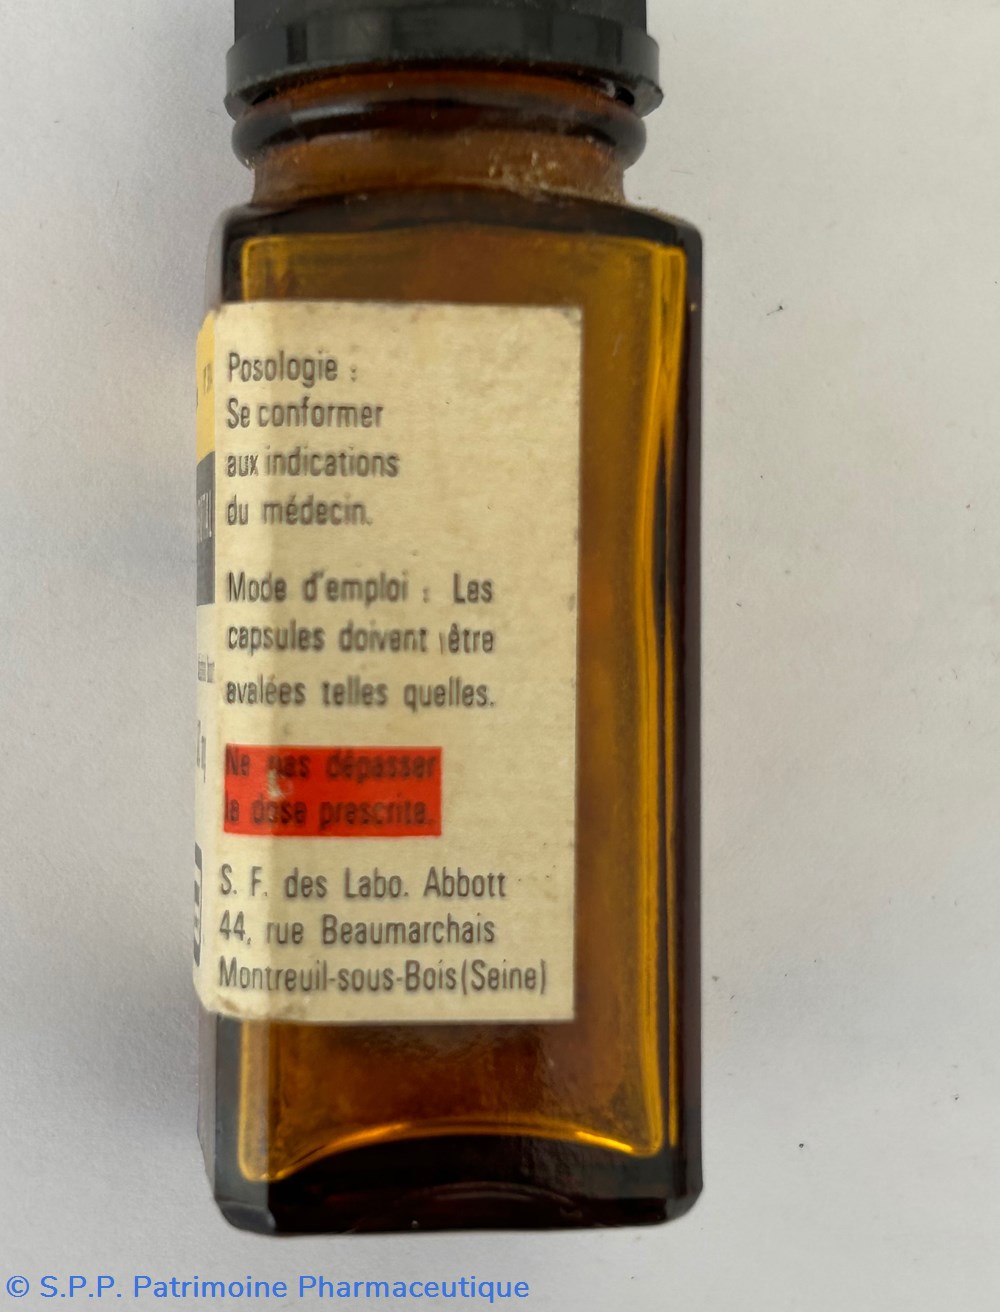 Posologie :
Se conformer
aux indications
du médecin.
Mode d'emploi : Les
capsules doivent être
avalées telles quelles.
Ne pas dépasser
la dose prescrite.
S. F. des Labo. Abbott
44, rue Beaumarchais
Montreuil-sous-Bois(Seine)
© S.P.P. Patrimoine Pharmaceutique